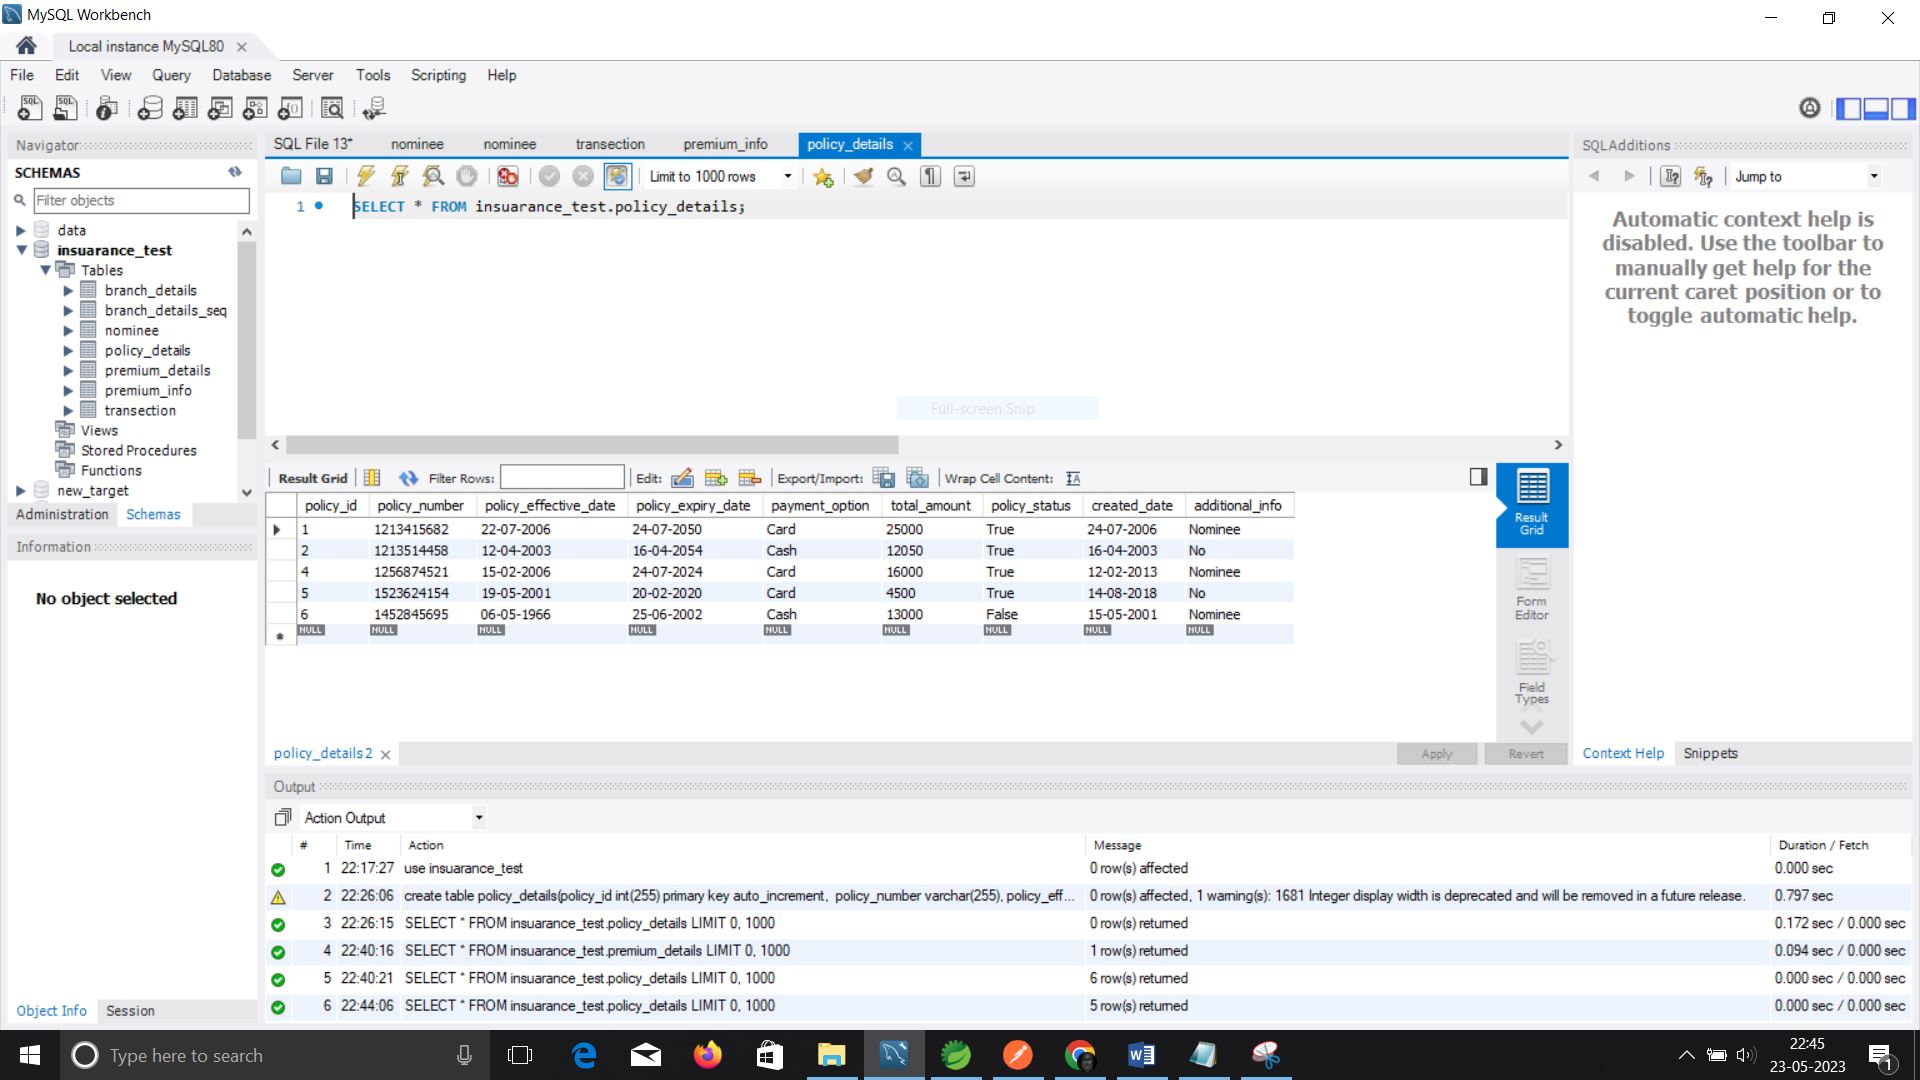 MySQL Workbench
Local instance MySQL80
File Edit View Query Database Server Tools Scripting Help
Navigator
SCHEMAS
Filter objects
data
insuarance_test
Tables
branch_details
branch_details_seq
nominee
policy_details
premium_details
premium_info
transection
Views
Stored Procedures
Functions
new_target
Administration Schemas
Information
No object selected
Object Info Session
SQL File 13* nominee nominee transection premium_info policy_details
Limit to 1000 rows
1 SELECT * FROM insuarance_test.policy_details;
Full-screen Snip
Result Grid Filter Rows: Edit: Export/Import: Wrap Cell Content:
policy_id policy_number policy_effective_date policy_expiry_date payment_option total_amount policy_status created_date additional_info
1 1213415682 22-07-2006 24-07-2050 Card 25000 True 24-07-2006 Nominee
2 1213514458 12-04-2003 16-04-2054 Cash 12050 True 16-04-2003 No
4 1256874521 15-02-2006 24-07-2024 Card 16000 True 12-02-2013 Nominee
5 1523624154 19-05-2001 20-02-2020 Card 4500 True 14-08-2018 No
6 1452845695 06-05-1966 25-06-2002 Cash 13000 False 15-05-2001 Nominee
NULL NULL NULL NULL NULL NULL NULL NULL NULL
Result
Grid
Form
Editor
Field
Types
policy_details2
Apply Revert
SQLAdditions
Jump to
Automatic context help is
disabled. Use the toolbar to
manually get help for the
current caret position or to
toggle automatic help.
Context Help Snippets
Output
Action Output
# Time Action Message Duration / Fetch
1 22:17:27 use insuarance_test 0 row(s) affected 0.000 sec
2 22:26:06 create table policy_details(policy_id int(255) primary key auto_increment, policy_number varchar(255), policy_eff... 0 row(s) affected, 1 warning(s): 1681 Integer display width is deprecated and will be removed in a future release. 0.797 sec
3 22:26:15 SELECT * FROM insuarance_test.policy_details LIMIT 0, 1000 0 row(s) returned 0.172 sec / 0.000 sec
4 22:40:16 SELECT * FROM insuarance_test.premium_details LIMIT 0, 1000 1 row(s) returned 0.094 sec / 0.000 sec
5 22:40:21 SELECT * FROM insuarance_test.policy_details LIMIT 0, 1000 6 row(s) returned 0.000 sec / 0.000 sec
6 22:44:06 SELECT * FROM insuarance_test.policy_details LIMIT 0, 1000 5 row(s) returned 0.000 sec / 0.000 sec
Type here to search
22:45
23-05-2023
1